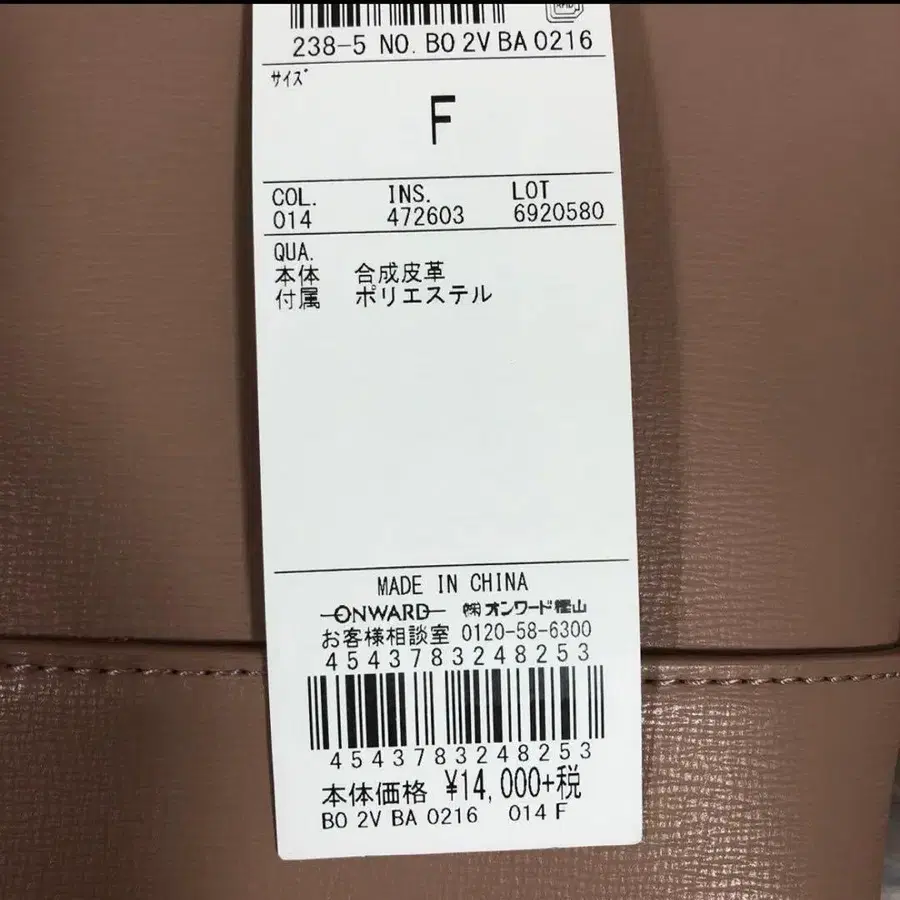 238-5 NO. BO 2V BA 0216
サイズ
F
COL. INS. LOT
014 472603 6920580
QUA.
本体 合成皮革
付属 ポリエステル
MADE IN CHINA
ONWARD ㈱オンワード樫山
お客様相談室 0120-58-6300
4543783248253
4543783248253
本体価格 ¥14,000+税
BO 2V BA 0216 014 F